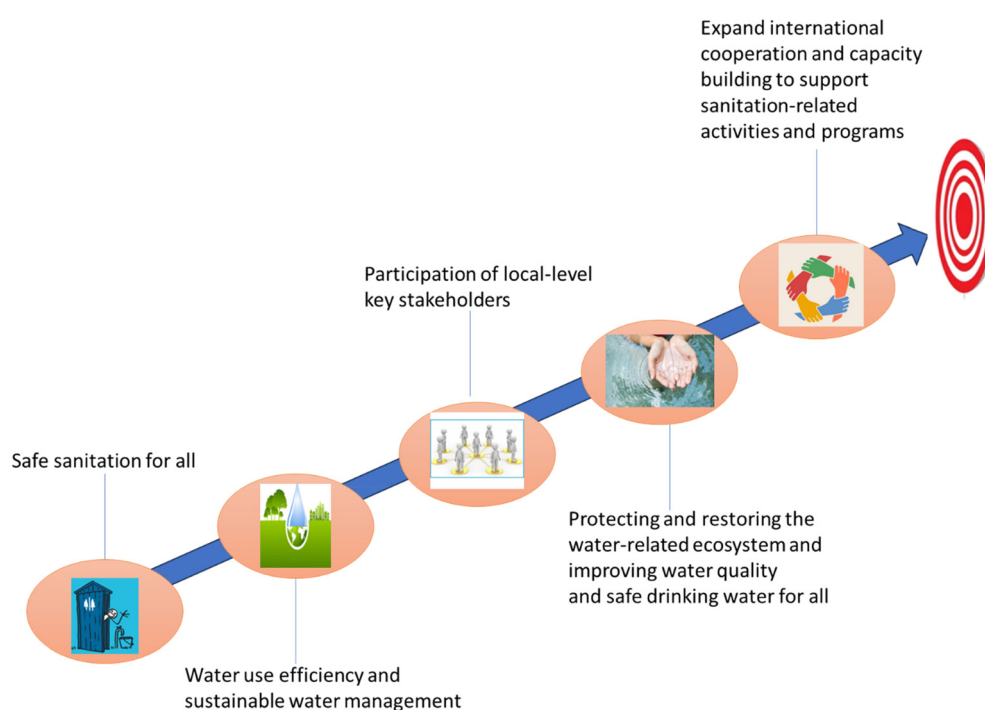 Expand international
cooperation and capacity
building to support
sanitation-related
activities and programs
Participation of local-level
key stakeholders
Safe sanitation for all
Protecting and restoring the
water-related ecosystem and
improving water quality
and safe drinking water for all
Water use efficiency and
sustainable water management